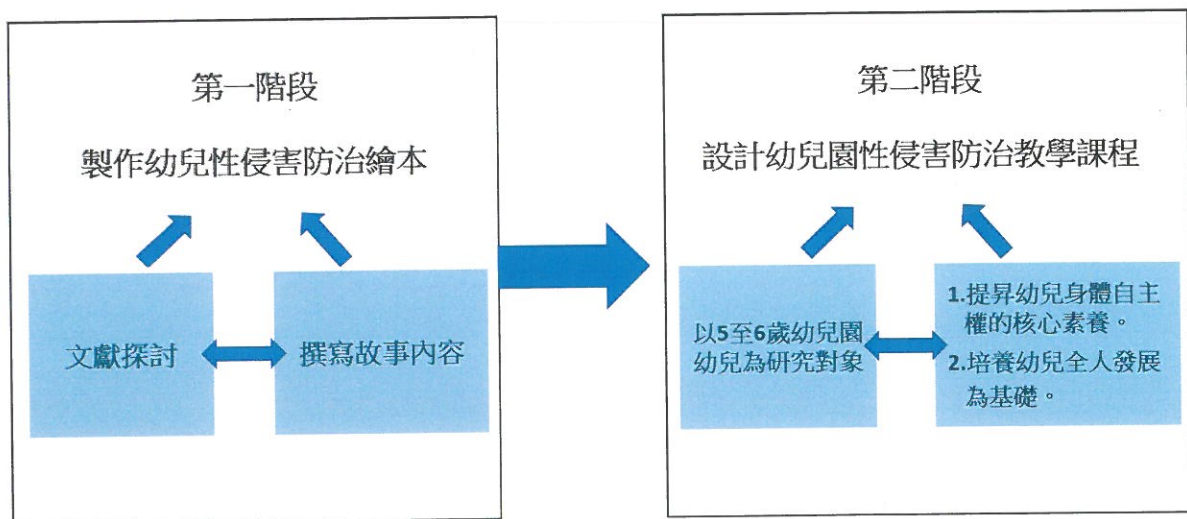 第一階段
製作幼兒性侵害防治繪本
文獻探討
撰寫故事內容
第二階段
設計幼兒園性侵害防治教學課程
以5至6歲幼兒園
幼兒為研究對象
1.提昇幼兒身體自主
權的核心素養。
2.培養幼兒全人發展
為基礎。